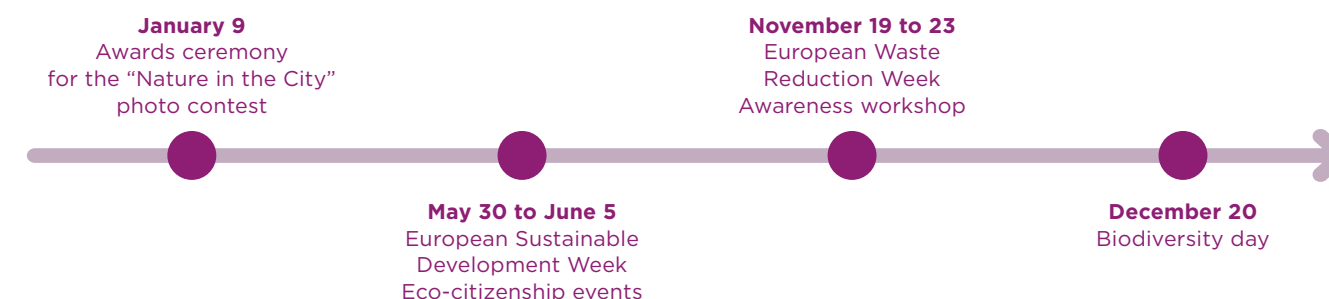 January 9
Awards ceremony
for the “Nature in the City”
photo contest
May 30 to June 5
European Sustainable
Development Week
Eco-citizenship events
November 19 to 23
European Waste
Reduction Week
Awareness workshop
December 20
Biodiversity day